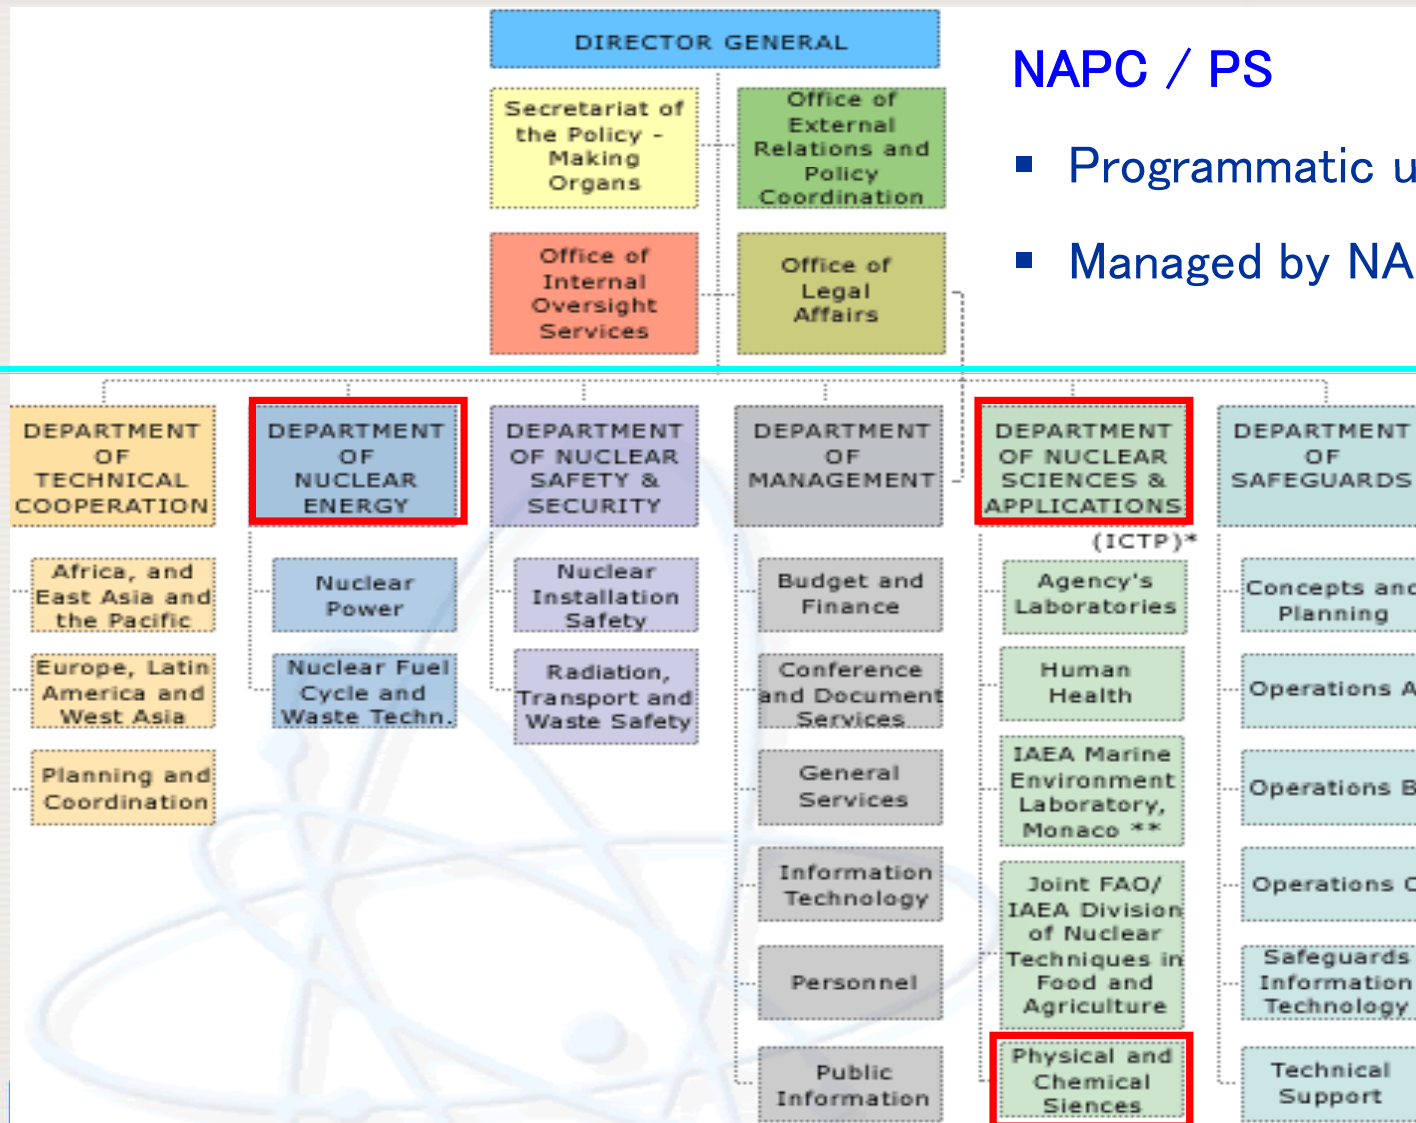 DIRECTOR GENERAL
Secretariat of
the Policy -
Making
Organs
Office of
External
Relations and
Policy
Coordination
Office of
Internal
Oversight
Services
Office of
Legal
Affairs
NAPC / PS
▪ Programmatic u
▪ Managed by NA
DEPARTMENT
OF
TECHNICAL
COOPERATION
Africa, and
East Asia and
the Pacific
Europe, Latin
America and
West Asia
Planning and
Coordination
DEPARTMENT
OF
NUCLEAR
ENERGY
Nuclear
Power
Nuclear Fuel
Cycle and
Waste Techn.
DEPARTMENT
OF NUCLEAR
SAFETY &
SECURITY
Nuclear
Installation
Safety
Radiation,
Transport and
Waste Safety
DEPARTMENT
OF
MANAGEMENT
Budget and
Finance
Conference
and Document
Services
General
Services
Information
Technology
Personnel
Public
Information
DEPARTMENT
OF NUCLEAR
SCIENCES &
APPLICATIONS
(ICTP)*
Agency's
Laboratories
Human
Health
IAEA Marine
Environment
Laboratory,
Monaco **
Joint FAO/
IAEA Division
of Nuclear
Techniques in
Food and
Agriculture
Physical and
Chemical
Siences
DEPARTMENT
OF
SAFEGUARDS
Concepts and
Planning
Operations A
Operations B
Operations C
Safeguards
Information
Technology
Technical
Support